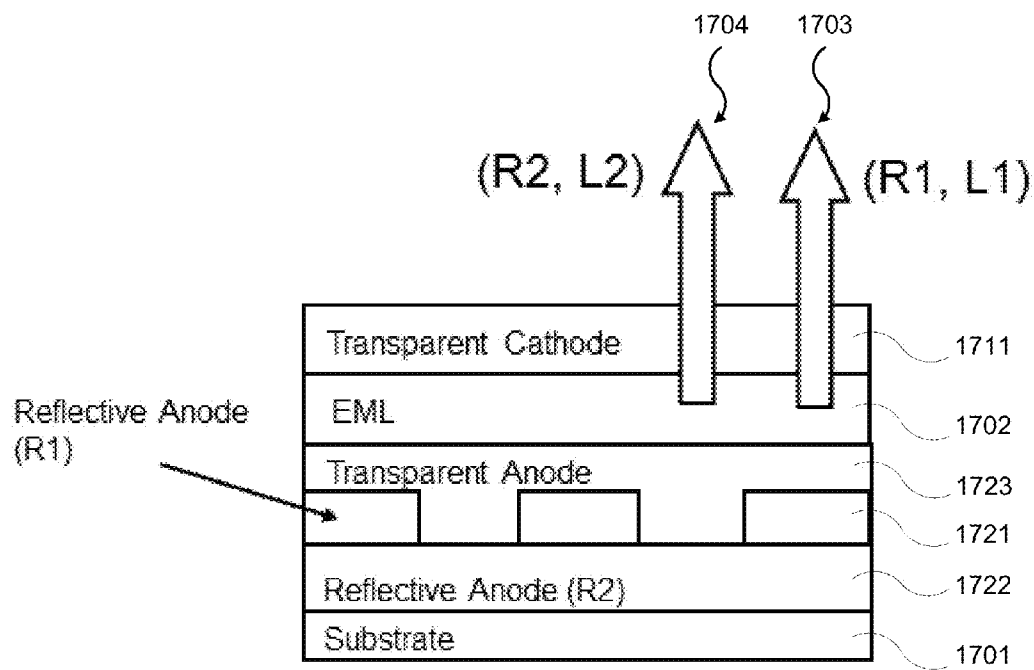 1704
1703
(R2, L2)
(R1, L1)
Transparent Cathode
1711
Reflective Anode
(R1)
EML
1702
Transparent Anode
1723
1721
Reflective Anode (R2)
1722
Substrate
1701